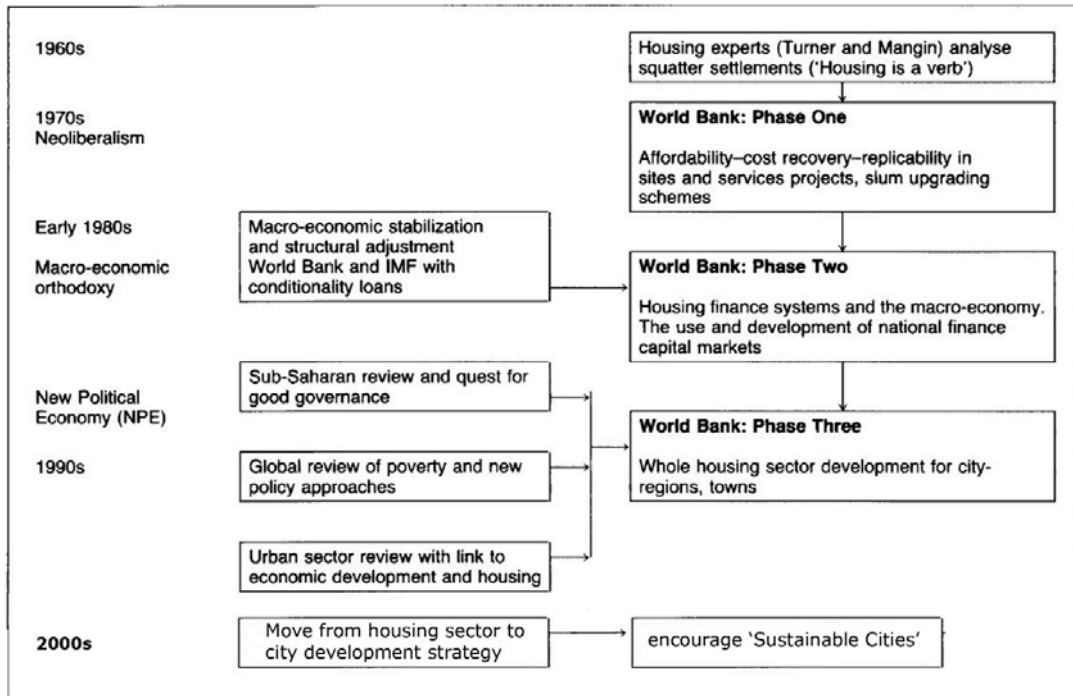 1960s
Housing experts (Turner and Mangin) analyse
squatter settlements (‘Housing is a verb’)
1970s
Neoliberalism
World Bank: Phase One
Affordability–cost recovery–replicability in
sites and services projects, slum upgrading
schemes
Early 1980s
Macro-economic
orthodoxy
Macro-economic stabilization
and structural adjustment
World Bank and IMF with
conditionality loans
World Bank: Phase Two
Housing finance systems and the macro-economy.
The use and development of national finance
capital markets
New Political
Economy (NPE)
1990s
Sub-Saharan review and quest for
good governance
Global review of poverty and new
policy approaches
Urban sector review with link to
economic development and housing
World Bank: Phase Three
Whole housing sector development for city-
regions, towns
2000s
Move from housing sector to
city development strategy
encourage ‘Sustainable Cities’